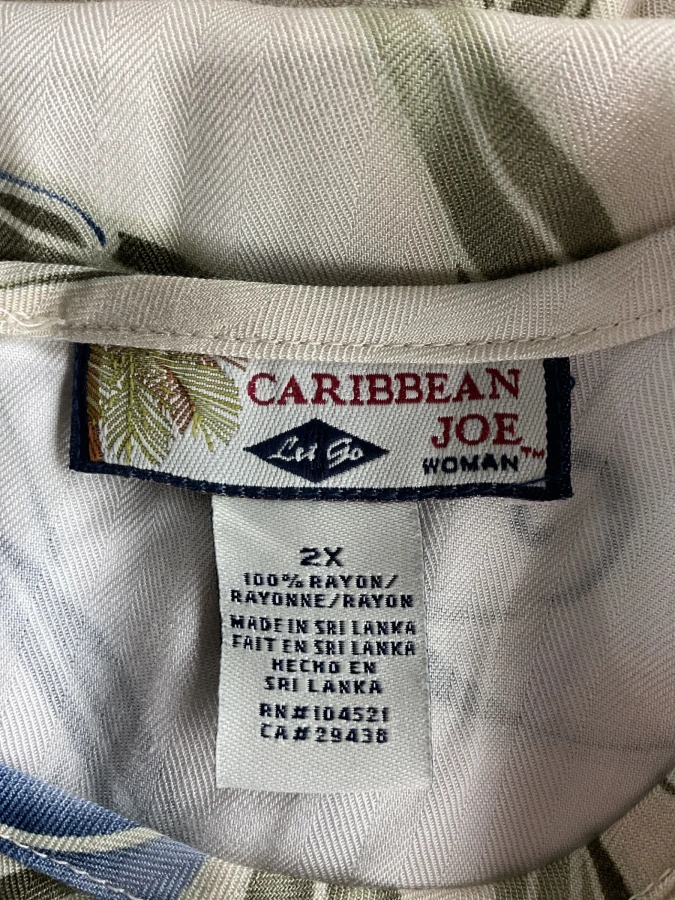 CARIBBEAN
JOE
Let Go
WOMAN™
2X
100% RAYON/
RAYONNE/RAYON
MADE IN SRI LANKA
FAIT EN SRI LANKA
HECHO EN
SRI LANKA
RN#104521
CA#29438